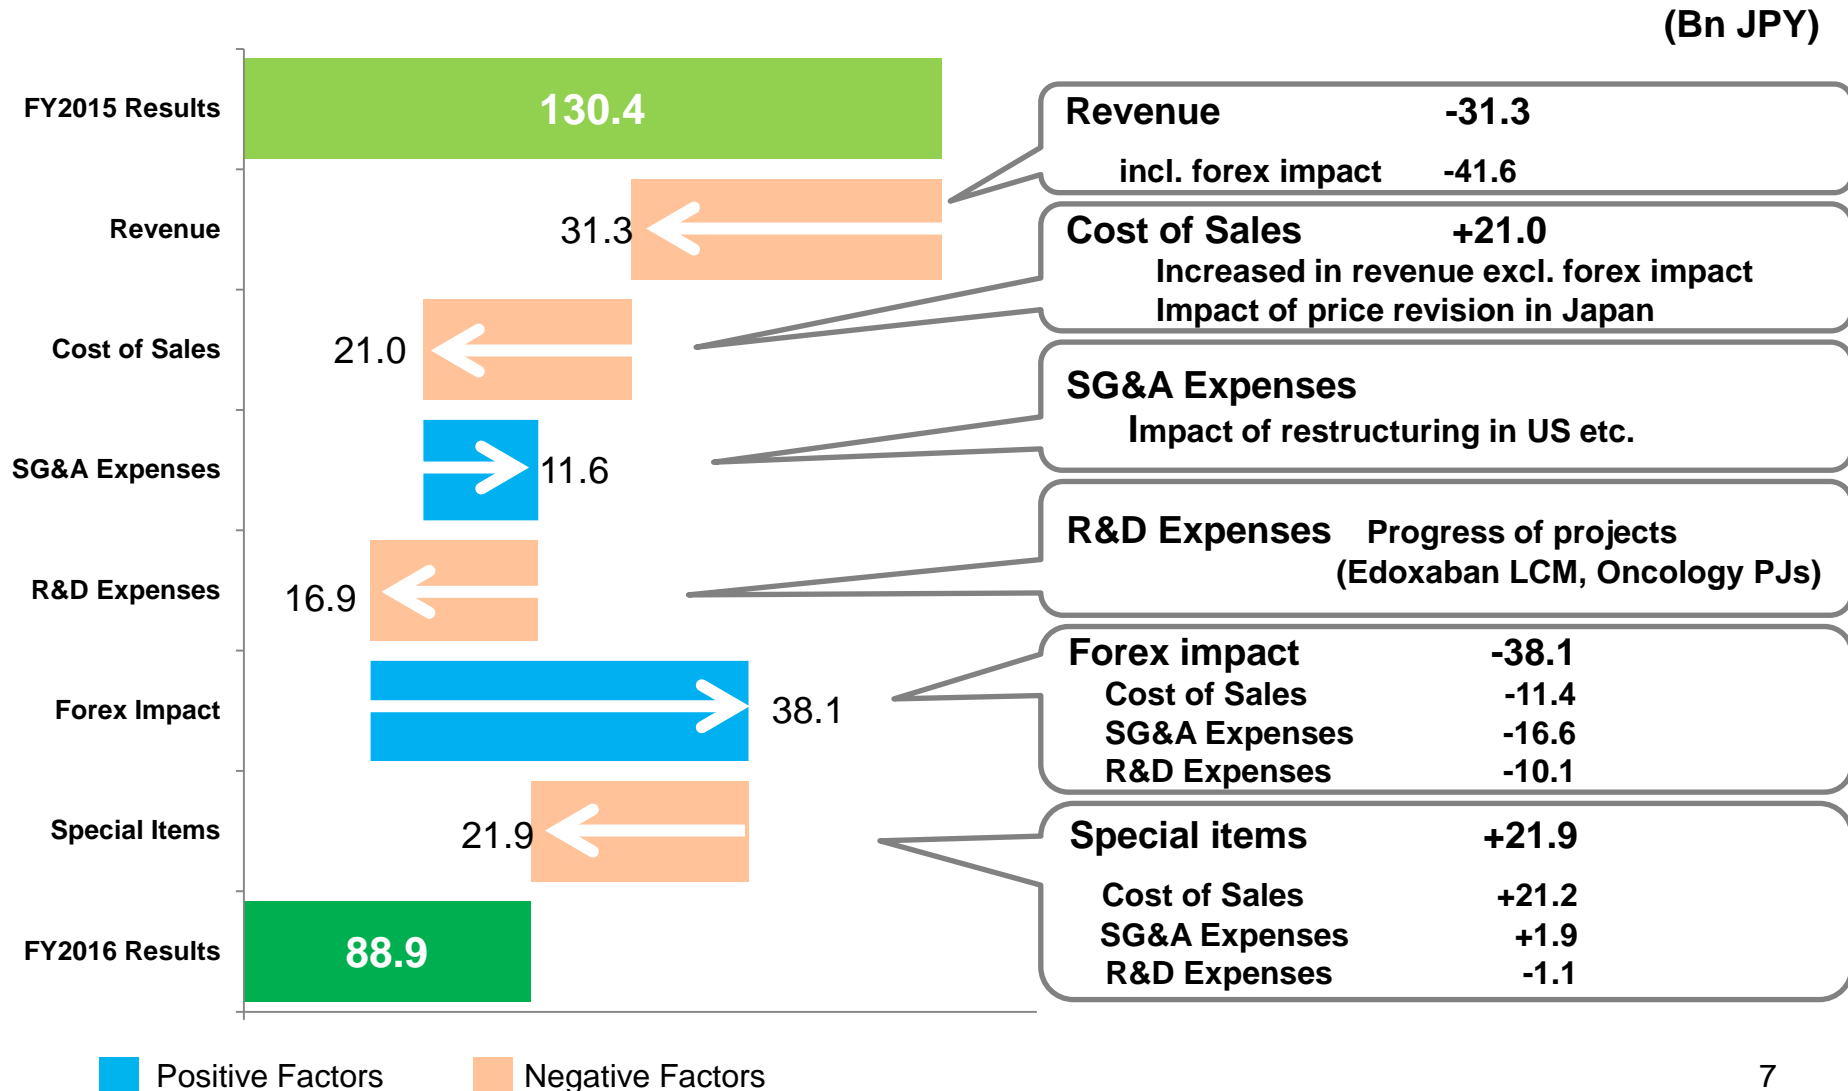 (Bn JPY)
FY2015 Results
130.4
Revenue
31.3
Cost of Sales
21.0
SG&A Expenses
11.6
R&D Expenses
16.9
Forex Impact
38.1
Special Items
21.9
FY2016 Results
88.9
Revenue -31.3
incl. forex impact -41.6
Cost of Sales +21.0
Increased in revenue excl. forex impact
Impact of price revision in Japan
SG&A Expenses
Impact of restructuring in US etc.
R&D Expenses Progress of projects
(Edoxaban LCM, Oncology PJs)
Forex impact -38.1
Cost of Sales -11.4
SG&A Expenses -16.6
R&D Expenses -10.1
Special items +21.9
Cost of Sales +21.2
SG&A Expenses +1.9
R&D Expenses -1.1
Positive Factors Negative Factors
7